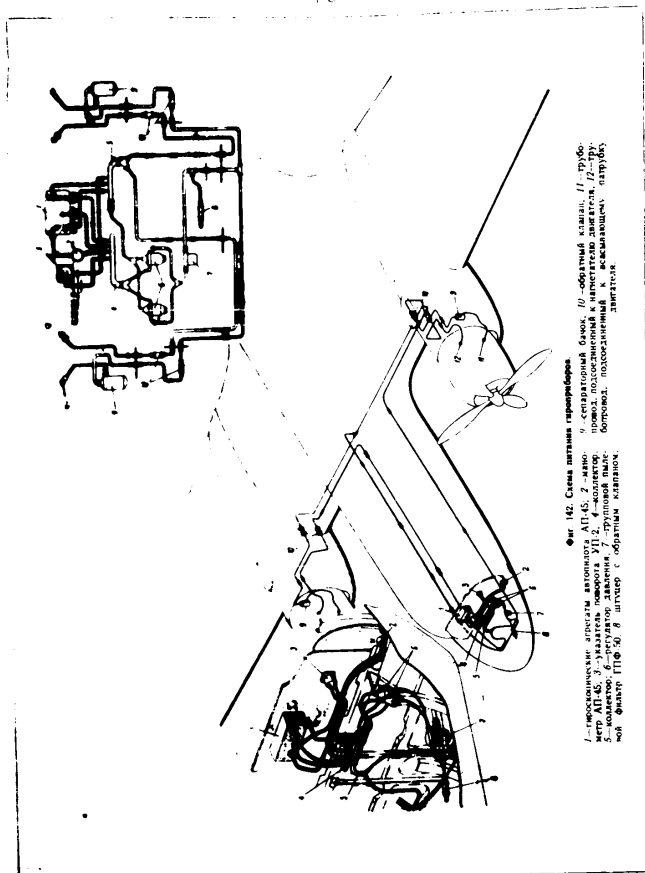 Фиг 142. Схема питания гироприборов
1—гироскопические агрегаты автопилота АП-45; 2—мано-
метр АП-45; 3—указатель поворота УП-2; 4—коллектор;
5—коллектор; 6—регулятор давления, 7—групповой пыле-
вой фильтр ГПФ 50, 8 штуцер с обратным клапаном.
9—сепараторный бачок, 10—обратный клапан, 11—трубо-
провод, подсоединенный к нагнетателю двигателя, 12—тру-
бопровод, подсоединенный к всасывающему патрубку
двигателя.